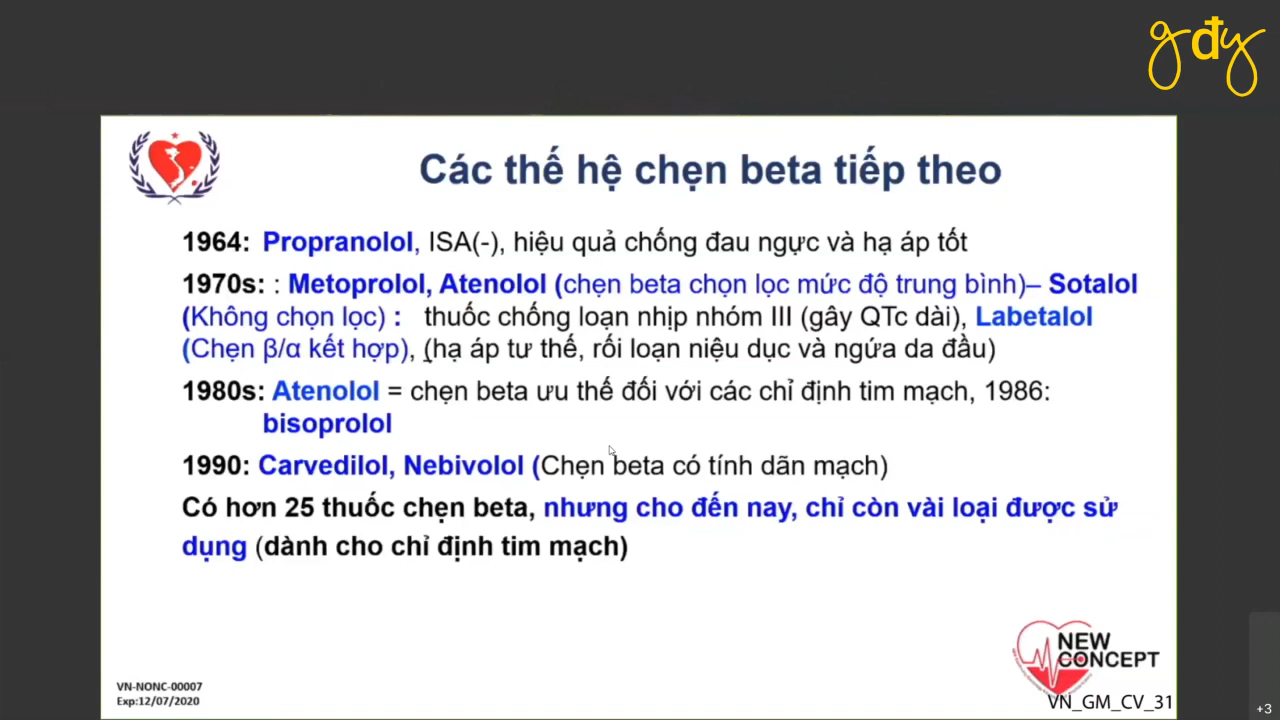 gđy
Các thế hệ chẹn beta tiếp theo
1964: Propranolol, ISA(-), hiệu quả chống đau ngực và hạ áp tốt
1970s: : Metoprolol, Atenolol (chẹn beta chọn lọc mức độ trung bình)– Sotalol
(Không chọn lọc) : thuốc chống loạn nhịp nhóm III (gây QTc dài), Labetalol
(Chẹn β/α kết hợp), (hạ áp tư thế, rối loạn niệu dục và ngứa da đầu)
1980s: Atenolol = chẹn beta ưu thế đối với các chỉ định tim mạch, 1986:
bisoprolol
1990: Carvedilol, Nebivolol (Chẹn beta có tính dãn mạch)
Có hơn 25 thuốc chẹn beta, nhưng cho đến nay, chỉ còn vài loại được sử
dụng (dành cho chỉ định tim mạch)
NEW
CONCEPT
VN-NONC-00007
Exp:12/07/2020
VN_GM_CV_31
+3